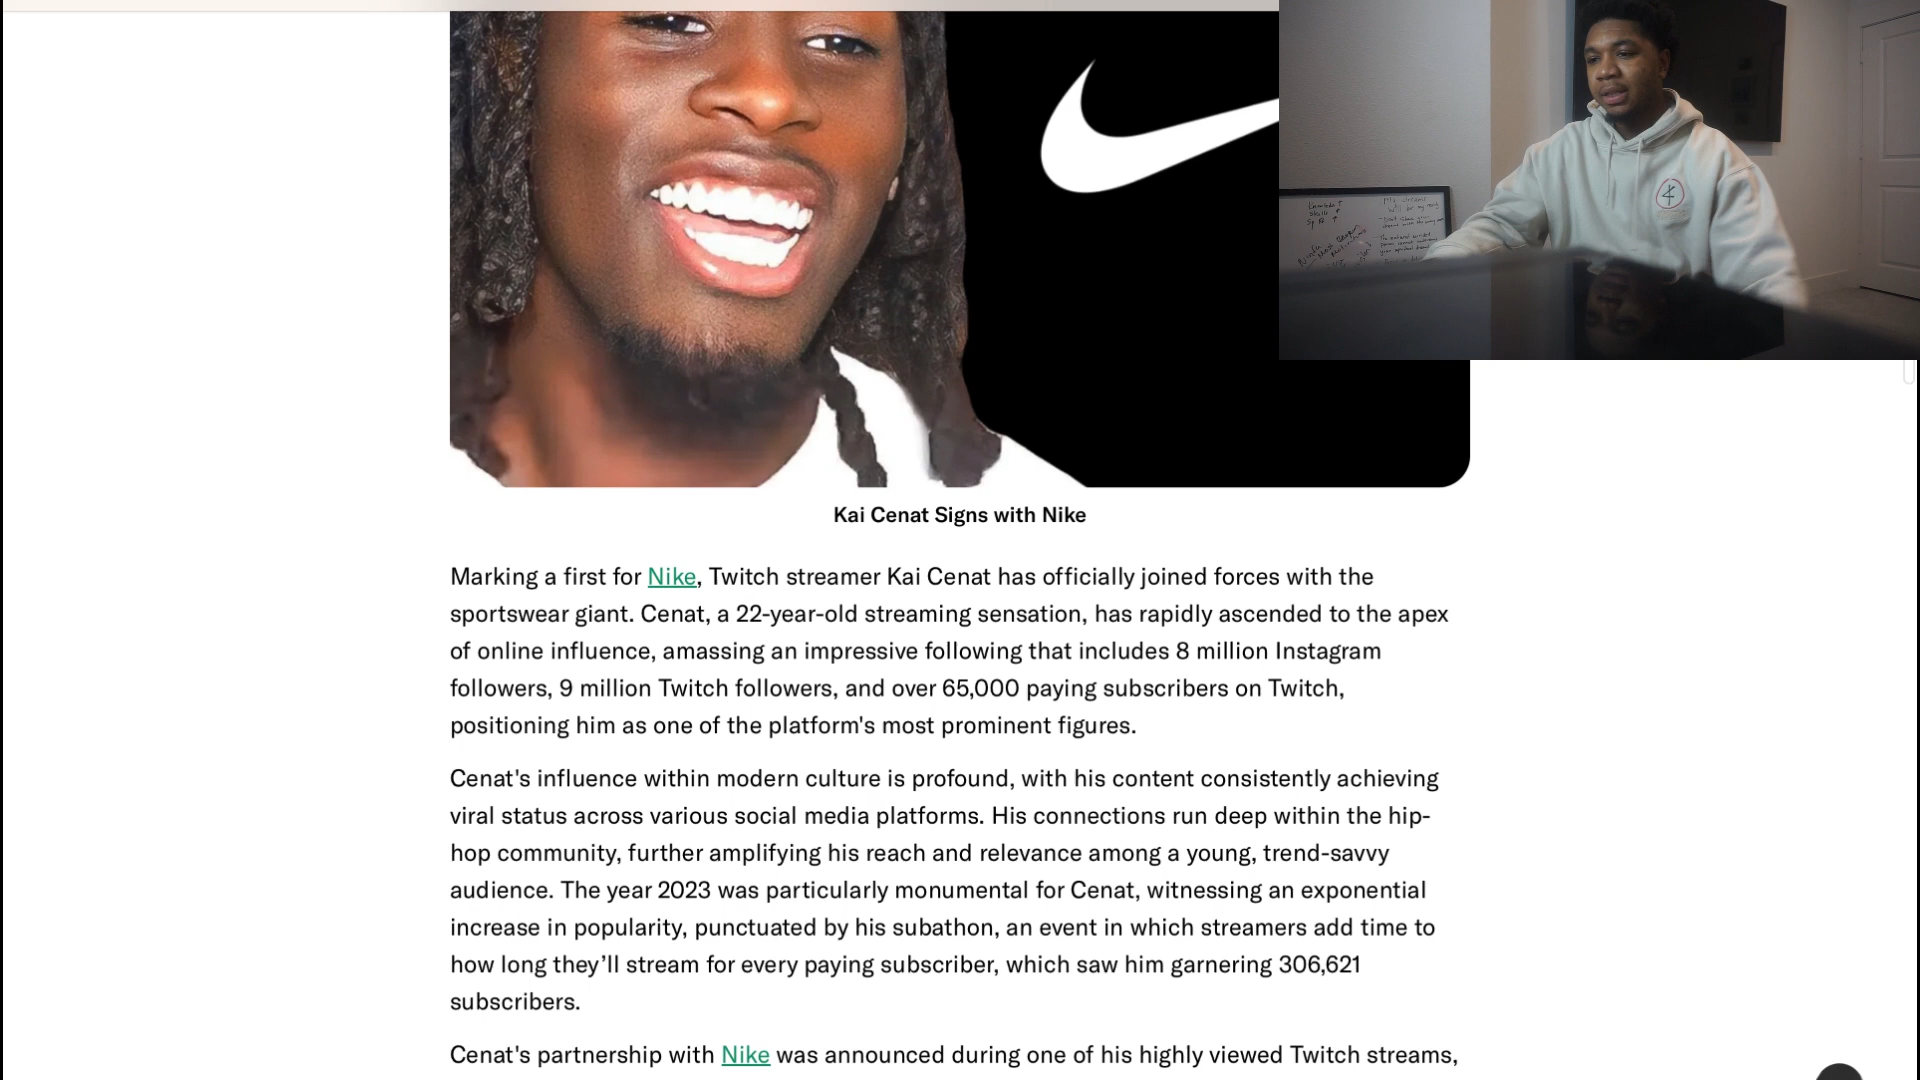 My dreams
will be my reality
Skills
Kai Cenat Signs with Nike
Marking a first for Nike, Twitch streamer Kai Cenat has officially joined forces with the
sportswear giant. Cenat, a 22-year-old streaming sensation, has rapidly ascended to the apex
of online influence, amassing an impressive following that includes 8 million Instagram
followers, 9 million Twitch followers, and over 65,000 paying subscribers on Twitch,
positioning him as one of the platform's most prominent figures.
Cenat's influence within modern culture is profound, with his content consistently achieving
viral status across various social media platforms. His connections run deep within the hip-
hop community, further amplifying his reach and relevance among a young, trend-savvy
audience. The year 2023 was particularly monumental for Cenat, witnessing an exponential
increase in popularity, punctuated by his subathon, an event in which streamers add time to
how long they’ll stream for every paying subscriber, which saw him garnering 306,621
subscribers.
Cenat's partnership with Nike was announced during one of his highly viewed Twitch streams,